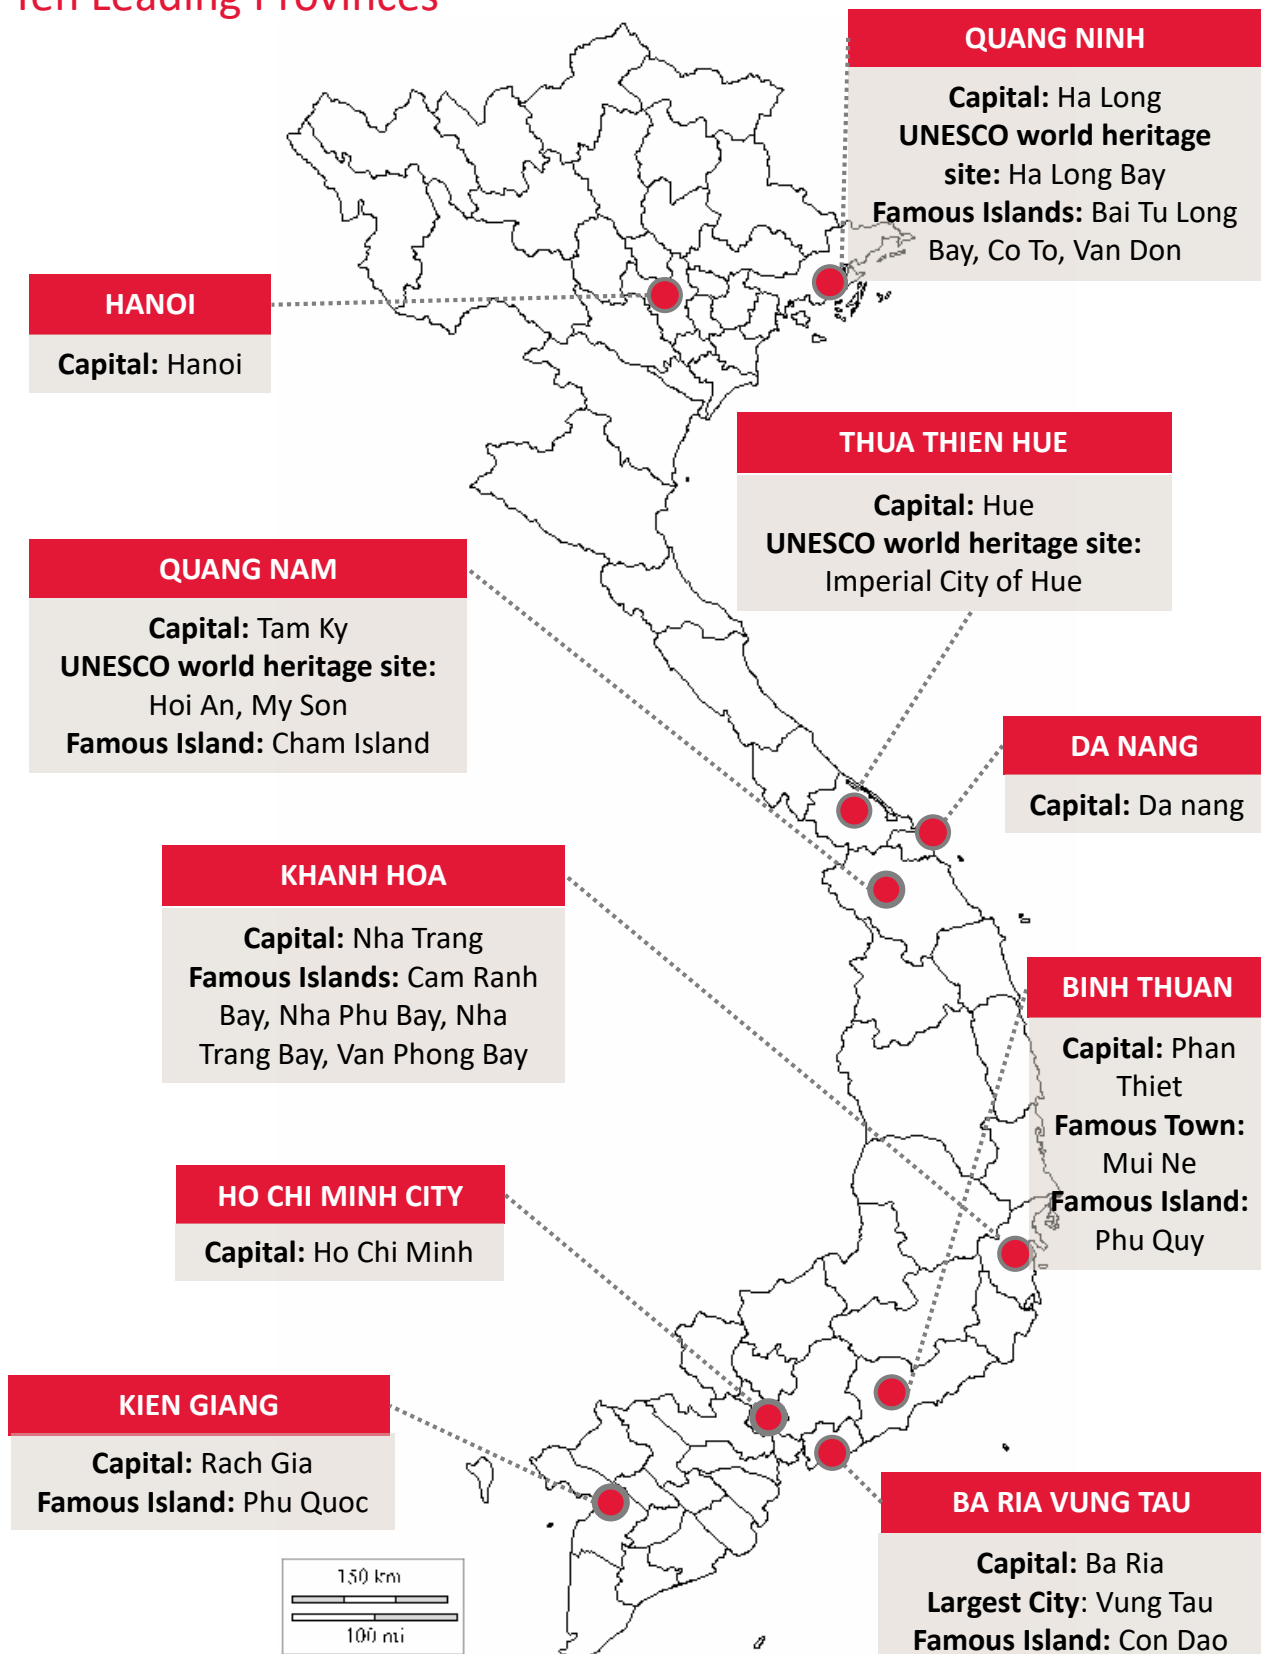 Ten Leading Provinces
QUANG NINH
Capital: Ha Long
UNESCO world heritage
site: Ha Long Bay
Famous Islands: Bai Tu Long
Bay, Co To, Van Don
HANOI
Capital: Hanoi
THUA THIEN HUE
Capital: Hue
UNESCO world heritage site:
Imperial City of Hue
QUANG NAM
Capital: Tam Ky
UNESCO world heritage site:
Hoi An, My Son
Famous Island: Cham Island
DA NANG
Capital: Da nang
KHANH HOA
Capital: Nha Trang
Famous Islands: Cam Ranh
Bay, Nha Phu Bay, Nha
Trang Bay, Van Phong Bay
BINH THUAN
Capital: Phan
Thiet
Famous Town:
Mui Ne
Famous Island:
Phu Quy
HO CHI MINH CITY
Capital: Ho Chi Minh
KIEN GIANG
Capital: Rach Gia
Famous Island: Phu Quoc
BA RIA VUNG TAU
Capital: Ba Ria
Largest City: Vung Tau
Famous Island: Con Dao
150 km
100 mi